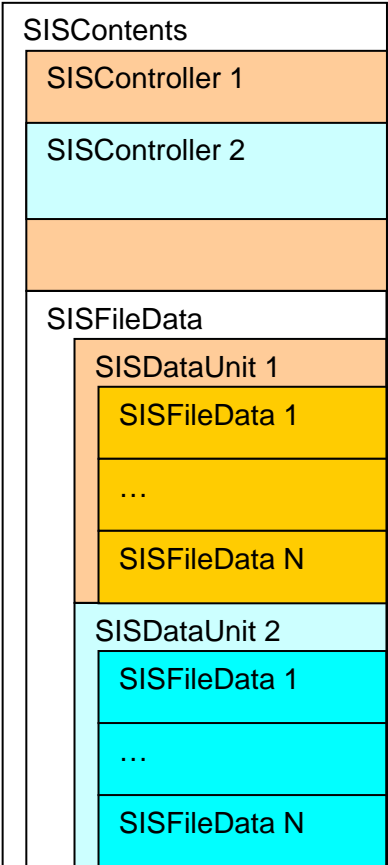 SISContents
SISController 1
SISController 2
SISFileData
SISDataUnit 1
SISFileData 1
…
SISFileData N
SISDataUnit 2
SISFileData 1
…
SISFileData N